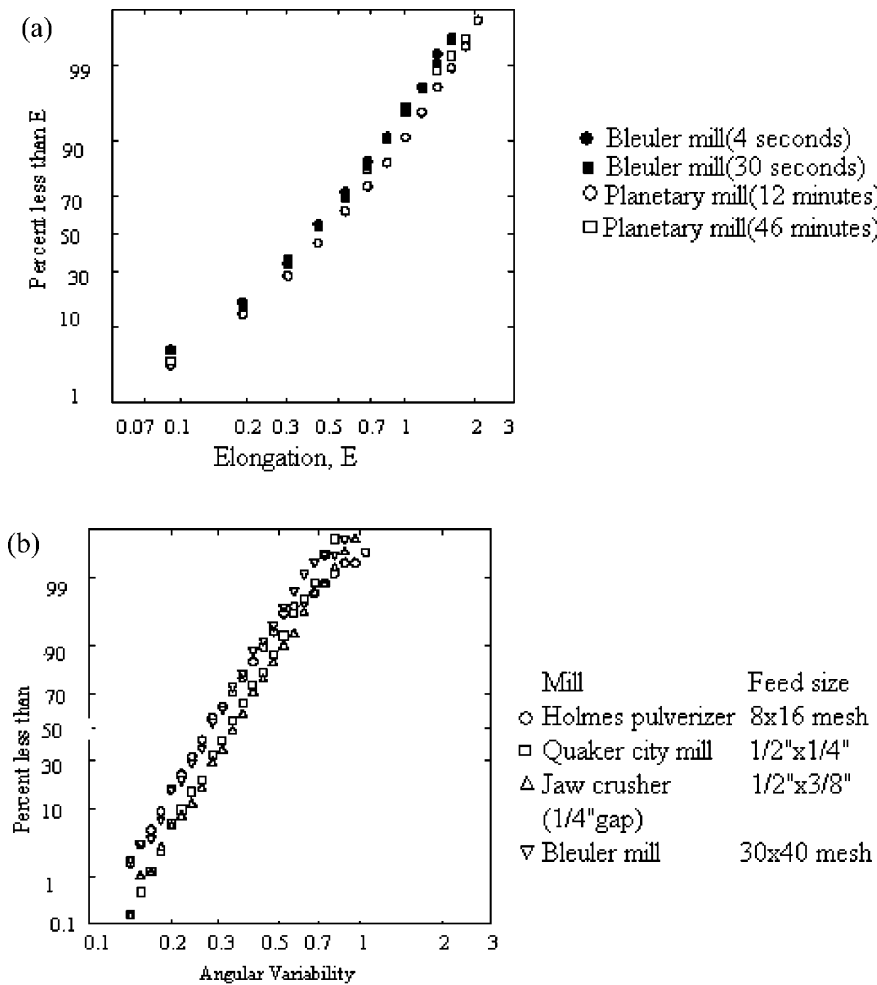 (a)
Percent less than E
99
90
70
50
30
10
1
0.07 0.1 0.2 0.3 0.5 0.7 1 2 3
Elongation, E
Bleuler mill(4 seconds)
Bleuler mill(30 seconds)
Planetary mill(12 minutes)
Planetary mill(46 minutes)
(b)
Percent less than
99
90
70
50
30
10
1
0.1
0.1 0.2 0.3 0.5 0.7 1 2 3
Angular Variability
Mill Feed size
Holmes pulverizer 8x16 mesh
Quaker city mill 1/2"x1/4"
Jaw crusher 1/2"x3/8"
(1/4"gap)
Bleuler mill 30x40 mesh